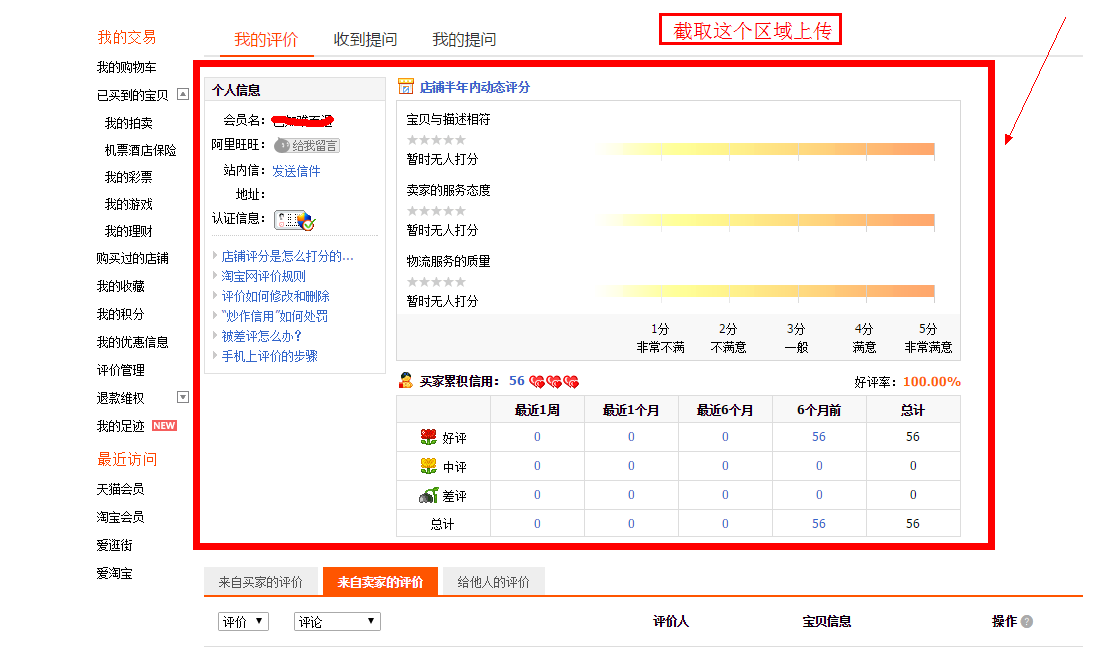 我的交易
我的购物车
已买到的宝贝
我的拍卖
机票酒店保险
我的彩票
我的游戏
我的理财
购买过的店铺
我的收藏
我的积分
我的优惠信息
评价管理
退款维权
我的足迹 NEW
最近访问
天猫会员
淘宝会员
爱逛街
爱淘宝
我的评价 收到提问 我的提问
截取这个区域上传
个人信息
会员名：
阿里旺旺： 给我留言
站内信： 发送信件
地址：
认证信息：
店铺评分是怎么打分的...
淘宝网评价规则
评价如何修改和删除
“炒作信用”如何处罚
被差评怎么办？
手机上评价的步骤
店铺半年内动态评分
宝贝与描述相符
暂时无人打分
卖家的服务态度
暂时无人打分
物流服务的质量
暂时无人打分
1分 2分 3分 4分 5分
非常不满 不满意 一般 满意 非常满意
买家累积信用： 56 好评率： 100.00%
最近1周 最近1个月 最近6个月 6个月前 总计
好评 0 0 0 56 56
中评 0 0 0 0 0
差评 0 0 0 0 0
总计 0 0 0 56 56
来自买家的评价 来自卖家的评价 给他人的评价
评价 评论 评价人 宝贝信息 操作